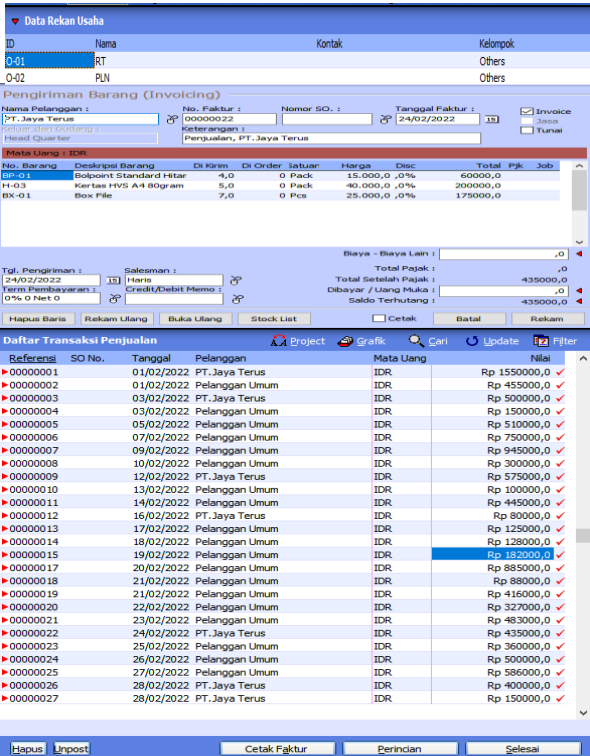 Data Rekan Usaha
ID Nama Kontak Kelompok
O-01 RT Others
O-02 PLN Others
Pengiriman Barang (Invoicing)
Nama Pelanggan : No. Faktur : Nomor SO. : Tanggal Faktur :
PT. Jaya Terus 00000022 24/02/2022 15 Invoice
Keluar dari Gudang : Keterangan : Jasa
Head Quarter Penjualan, PT. Jaya Terus Tunai
Mata Uang : IDR
No. Barang Deskripsi Barang Di Kirim Di Order Satuan Harga Disc Total Pjk Job
BP-01 Bolpoint Standard Hitar 4,0 0 Pack 15.000,0 ,0% 60000,0
H-03 Kertas HVS A4 80gram 5,0 0 Pack 40.000,0 ,0% 200000,0
BX-01 Box File 7,0 0 Pcs 25.000,0 ,0% 175000,0
Biaya - Biaya Lain : ,0
Total Pajak : ,0
Tgl. Pengiriman : Salesman : Total Setelah Pajak : 435000,0
24/02/2022 15 Haris
Term Pembayaran : Credit/Debit Memo : Dibayar / Uang Muka : ,0
0% 0 Net 0 Saldo Terhutang : 435000,0
Hapus Baris Rekam Ulang Buka Ulang Stock List Cetak Batal Rekam
Daftar Transaksi Penjualan Project Grafik Cari Update Filter
Referensi SO No. Tanggal Pelanggan Mata Uang Nilai
00000001 01/02/2022 PT.Jaya Terus IDR Rp 1550000,0
00000002 02/02/2022 Pelanggan Umum IDR Rp 455000,0
00000003 03/02/2022 PT.Jaya Terus IDR Rp 500000,0
00000004 03/02/2022 Pelanggan Umum IDR Rp 150000,0
00000005 05/02/2022 Pelanggan Umum IDR Rp 510000,0
00000006 07/02/2022 Pelanggan Umum IDR Rp 750000,0
00000007 09/02/2022 Pelanggan Umum IDR Rp 945000,0
00000008 10/02/2022 Pelanggan Umum IDR Rp 300000,0
00000009 12/02/2022 PT.Jaya Terus IDR Rp 575000,0
00000010 13/02/2022 Pelanggan Umum IDR Rp 100000,0
00000011 14/02/2022 Pelanggan Umum IDR Rp 445000,0
00000012 16/02/2022 PT.Jaya Terus IDR Rp 80000,0
00000013 17/02/2022 Pelanggan Umum IDR Rp 125000,0
00000014 18/02/2022 Pelanggan Umum IDR Rp 128000,0
00000015 19/02/2022 Pelanggan Umum IDR Rp 182000,0
00000017 20/02/2022 Pelanggan Umum IDR Rp 885000,0
00000018 21/02/2022 Pelanggan Umum IDR Rp 88000,0
00000019 21/02/2022 Pelanggan Umum IDR Rp 416000,0
00000020 22/02/2022 Pelanggan Umum IDR Rp 327000,0
00000021 23/02/2022 Pelanggan Umum IDR Rp 483000,0
00000022 24/02/2022 PT.Jaya Terus IDR Rp 435000,0
00000023 25/02/2022 Pelanggan Umum IDR Rp 360000,0
00000024 26/02/2022 Pelanggan Umum IDR Rp 500000,0
00000025 27/02/2022 Pelanggan Umum IDR Rp 586000,0
00000026 28/02/2022 PT.Jaya Terus IDR Rp 400000,0
00000027 28/02/2022 PT.Jaya Terus IDR Rp 150000,0
Hapus Unpost Cetak Faktur Perincian Selesai